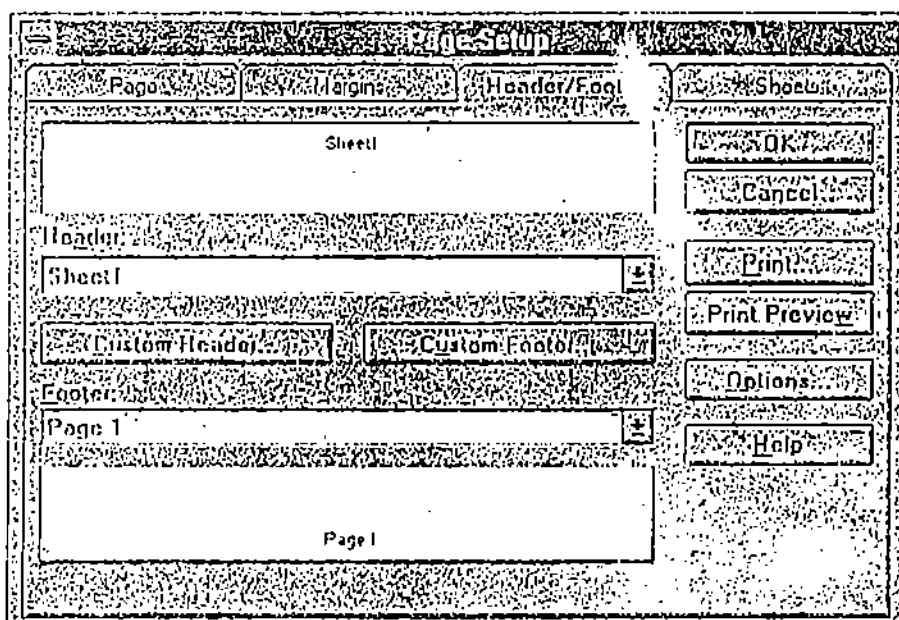 Page Setup
Page Margins Header/Foot Sheet
Sheet1
OK
Cancel
Header:
Print...
Sheet1
Print Preview
Custom Header... Custom Footer...
Options...
Footer:
Page 1
Help
Page 1